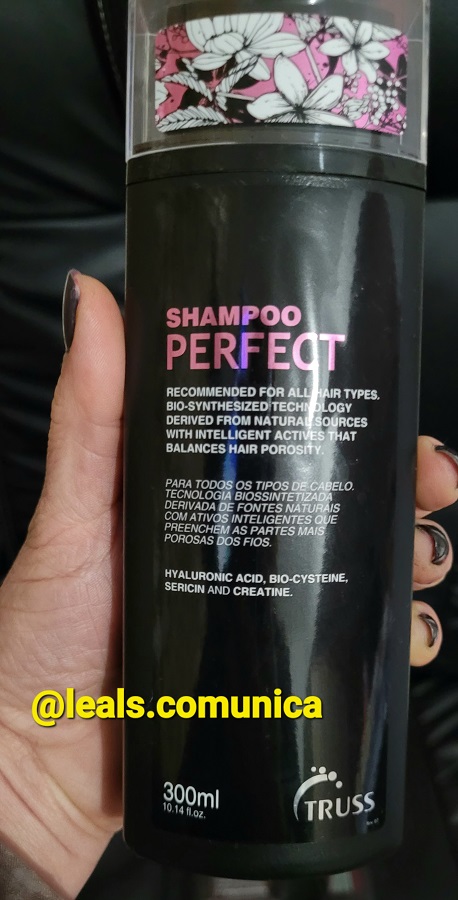 SHAMPOO
PERFECT
RECOMMENDED FOR ALL HAIR TYPES.
BIO-SYNTHESIZED TECHNOLOGY
DERIVED FROM NATURAL SOURCES
WITH INTELLIGENT ACTIVES THAT
BALANCES HAIR POROSITY.
PARA TODOS OS TIPOS DE CABELO.
TECNOLOGIA BIOSSINTETIZADA
DERIVADA DE FONTES NATURAIS
COM ATIVOS INTELIGENTES QUE
PREENCHEM AS PARTES MAIS
POROSAS DOS FIOS.
HYALURONIC ACID, BIO-CYSTEINE,
SERICIN AND CREATINE.
@leals.comunica
300ml
10.14 fl.oz.
TRUSS